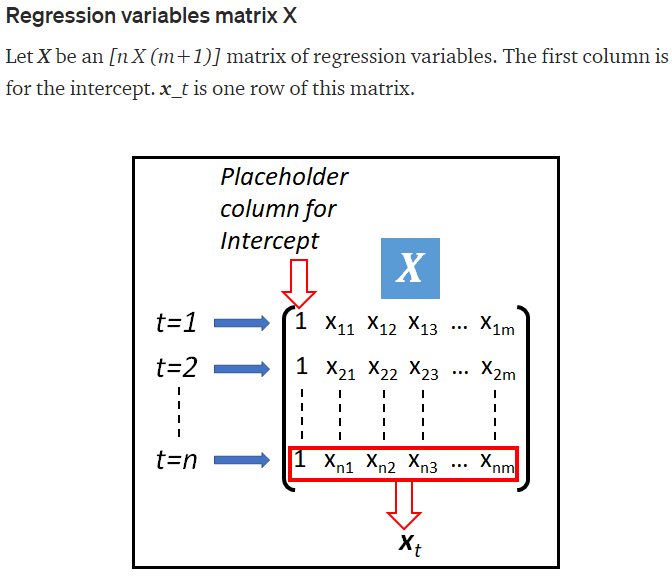 Regression variables matrix X
Let X be an [n X (m+1)] matrix of regression variables. The first column is
for the intercept. x_t is one row of this matrix.
Placeholder
column for
Intercept
X
t=1 1 x₁₁ x₁₂ x₁₃ ... x₁ₘ
t=2 1 x₂₁ x₂₂ x₂₃ ... x₂ₘ
t=n 1 xₙ₁ xₙ₂ xₙ₃ ... xₙₘ
xₜ